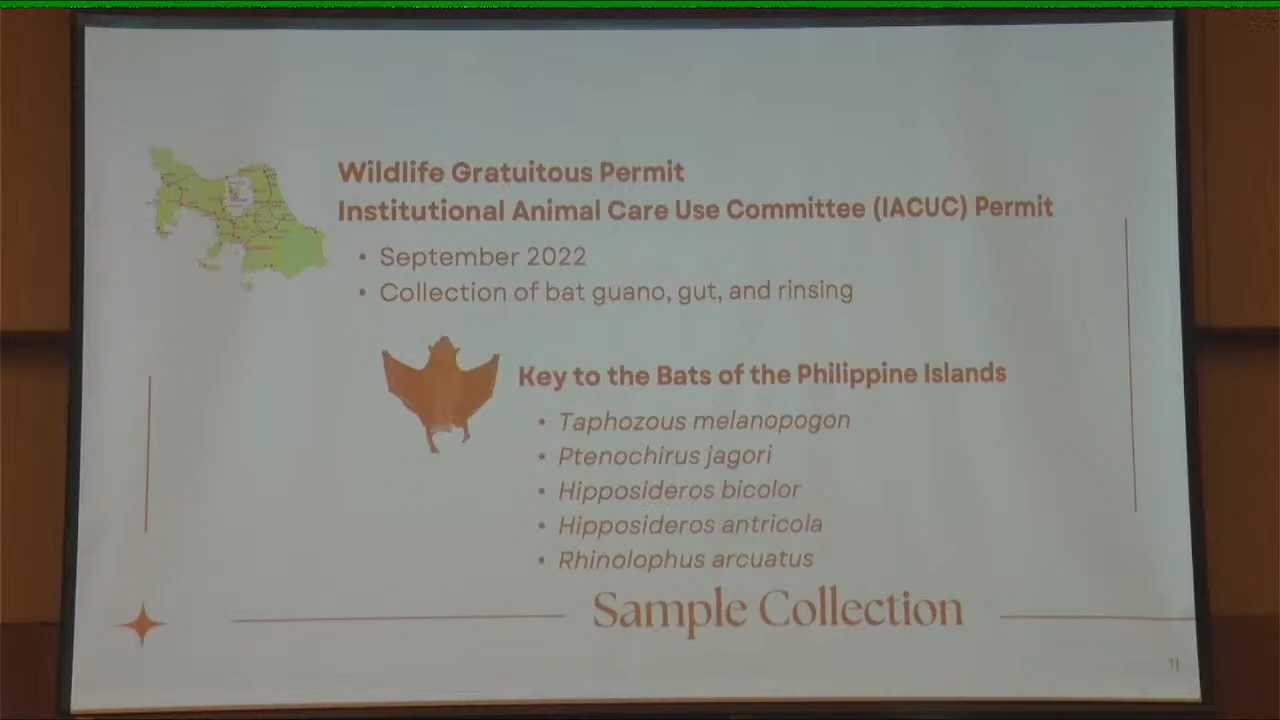 Wildlife Gratuitous Permit
Institutional Animal Care Use Committee (IACUC) Permit
• September 2022
• Collection of bat guano, gut, and rinsing
Key to the Bats of the Philippine Islands
• Taphozous melanopogon
• Ptenochirus jagori
• Hipposideros bicolor
• Hipposideros antricola
• Rhinolophus arcuatus
Sample Collection
11